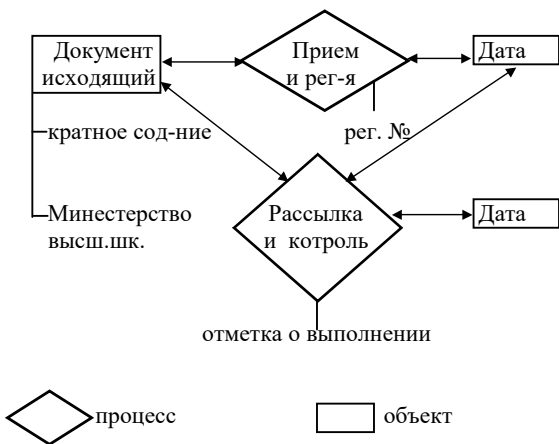 Документ
исходящий
Прием
и рег-я
Дата
кратное сод-ние
рег. №
Минестерство
высш.шк.
Рассылка
и котроль
Дата
отметка о выполнении
процесс
объект